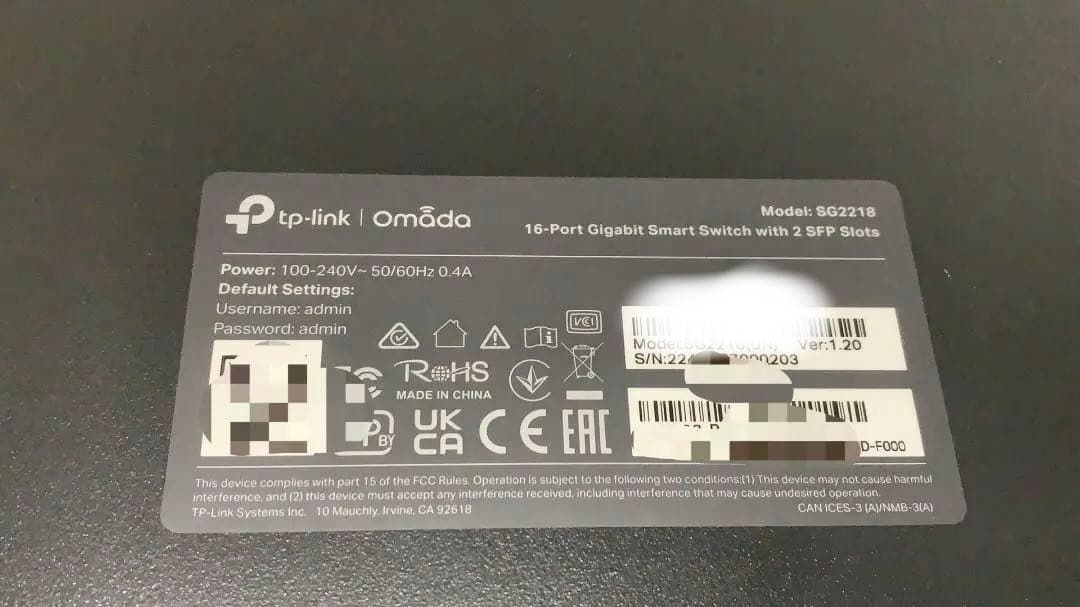 tp-link | Omada
Model: SG2218
16-Port Gigabit Smart Switch with 2 SFP Slots
Power: 100-240V~ 50/60Hz 0.4A
Default Settings:
Username: admin
Password: admin
VCI
RoHS
MADE IN CHINA
BY
UK
CA
CE
EAC
Ver:1.20
S/N:22
000203
D-F000
This device complies with part 15 of the FCC Rules. Operation is subject to the following two conditions:(1) This device may not cause harmful
interference, and (2) this device must accept any interference received, including interference that may cause undesired operation.
TP-Link Systems Inc. 10 Mauchly, Irvine, CA 92618
CAN ICES-3 (A)/NMB-3(A)